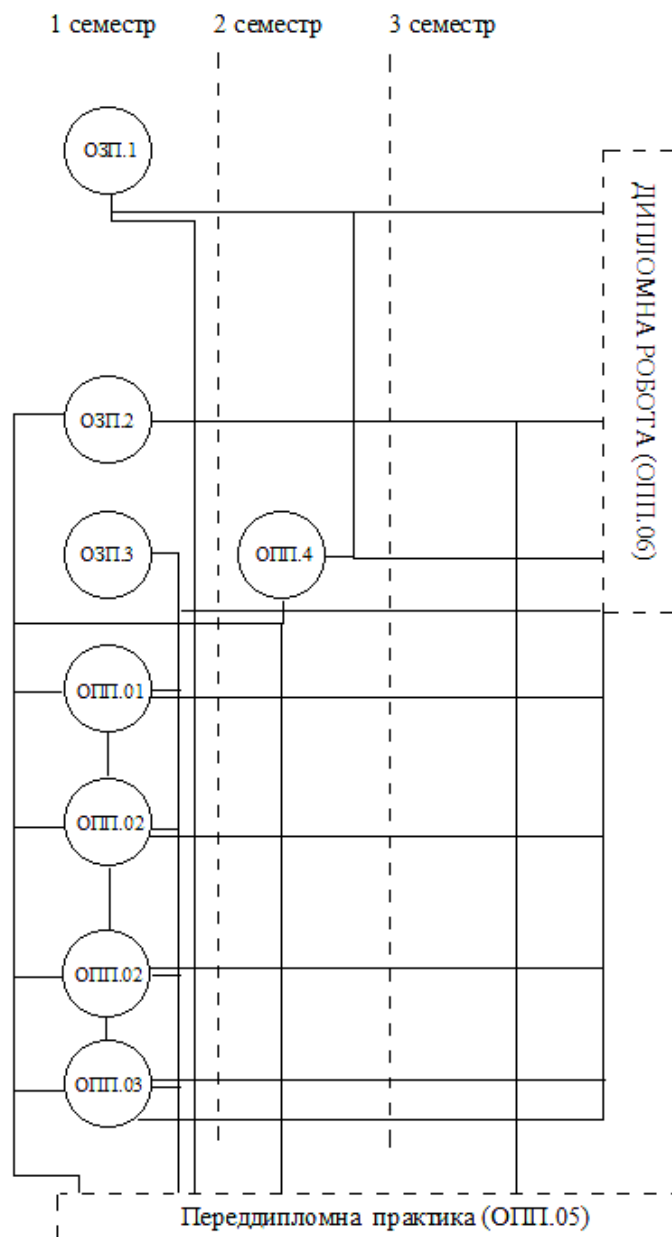 1 семестр 2 семестр 3 семестр
ОЗП.1
ДИПЛОМНА РОБОТА (ОПП.06)
ОЗП.2
ОЗП.3
ОПП.4
ОПП.01
ОПП.02
ОПП.02
ОПП.03
Переддипломна практика (ОПП.05)